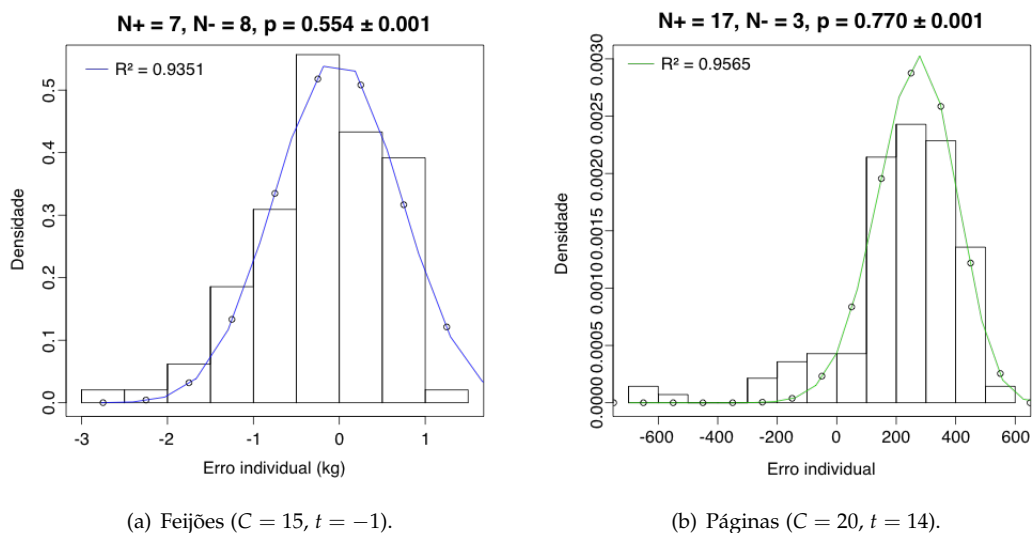 N+ = 7, N- = 8, p = 0.554 ± 0.001
R² = 0.9351
Densidade
0.0
0.1
0.2
0.3
0.4
0.5
-3
-2
-1
0
1
Erro individual (kg)
(a) Feijões (C = 15, t = −1).
N+ = 17, N- = 3, p = 0.770 ± 0.001
R² = 0.9565
Densidade
0.0000
0.0005
0.0010
0.0015
0.0020
0.0025
0.0030
-600
-400
-200
0
200
400
600
Erro individual
(b) Páginas (C = 20, t = 14).